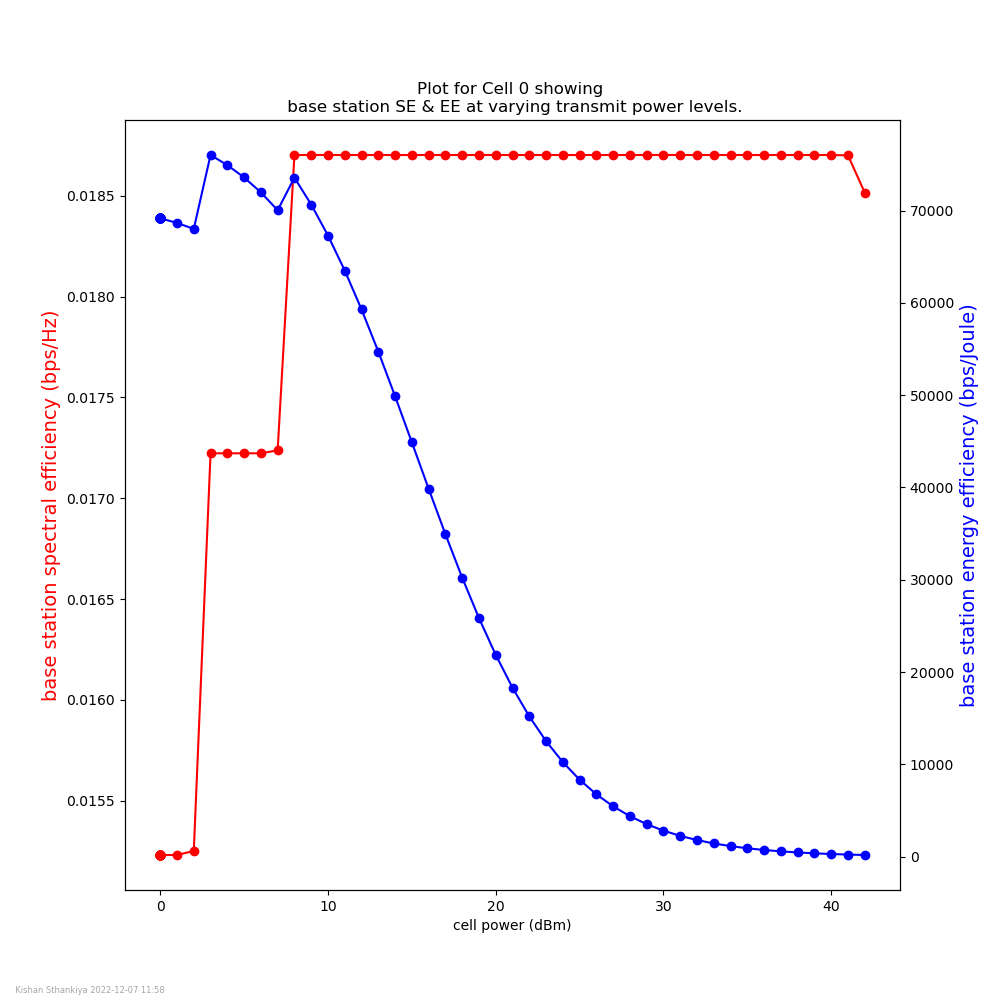 Plot for Cell 0 showing
base station SE & EE at varying transmit power levels.
base station spectral efficiency (bps/Hz)
0.0185
0.0180
0.0175
0.0170
0.0165
0.0160
0.0155
70000
60000
50000
40000
30000
20000
10000
0
base station energy efficiency (bps/Joule)
0 10 20 30 40
cell power (dBm)
Kishan Sthankiya 2022-12-07 11:58